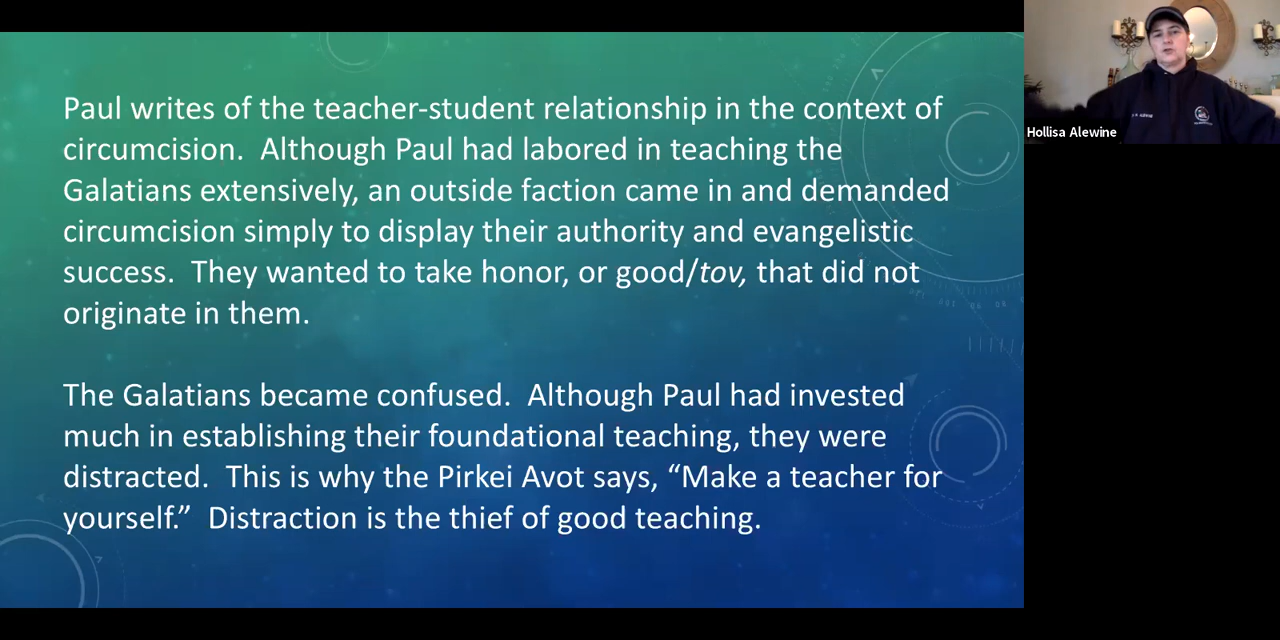 Paul writes of the teacher-student relationship in the context of
circumcision.  Although Paul had labored in teaching the
Galatians extensively, an outside faction came in and demanded
circumcision simply to display their authority and evangelistic
success.  They wanted to take honor, or good/tov, that did not
originate in them.
The Galatians became confused.  Although Paul had invested
much in establishing their foundational teaching, they were
distracted.  This is why the Pirkei Avot says, “Make a teacher for
yourself.”  Distraction is the thief of good teaching.
Hollisa Alewine